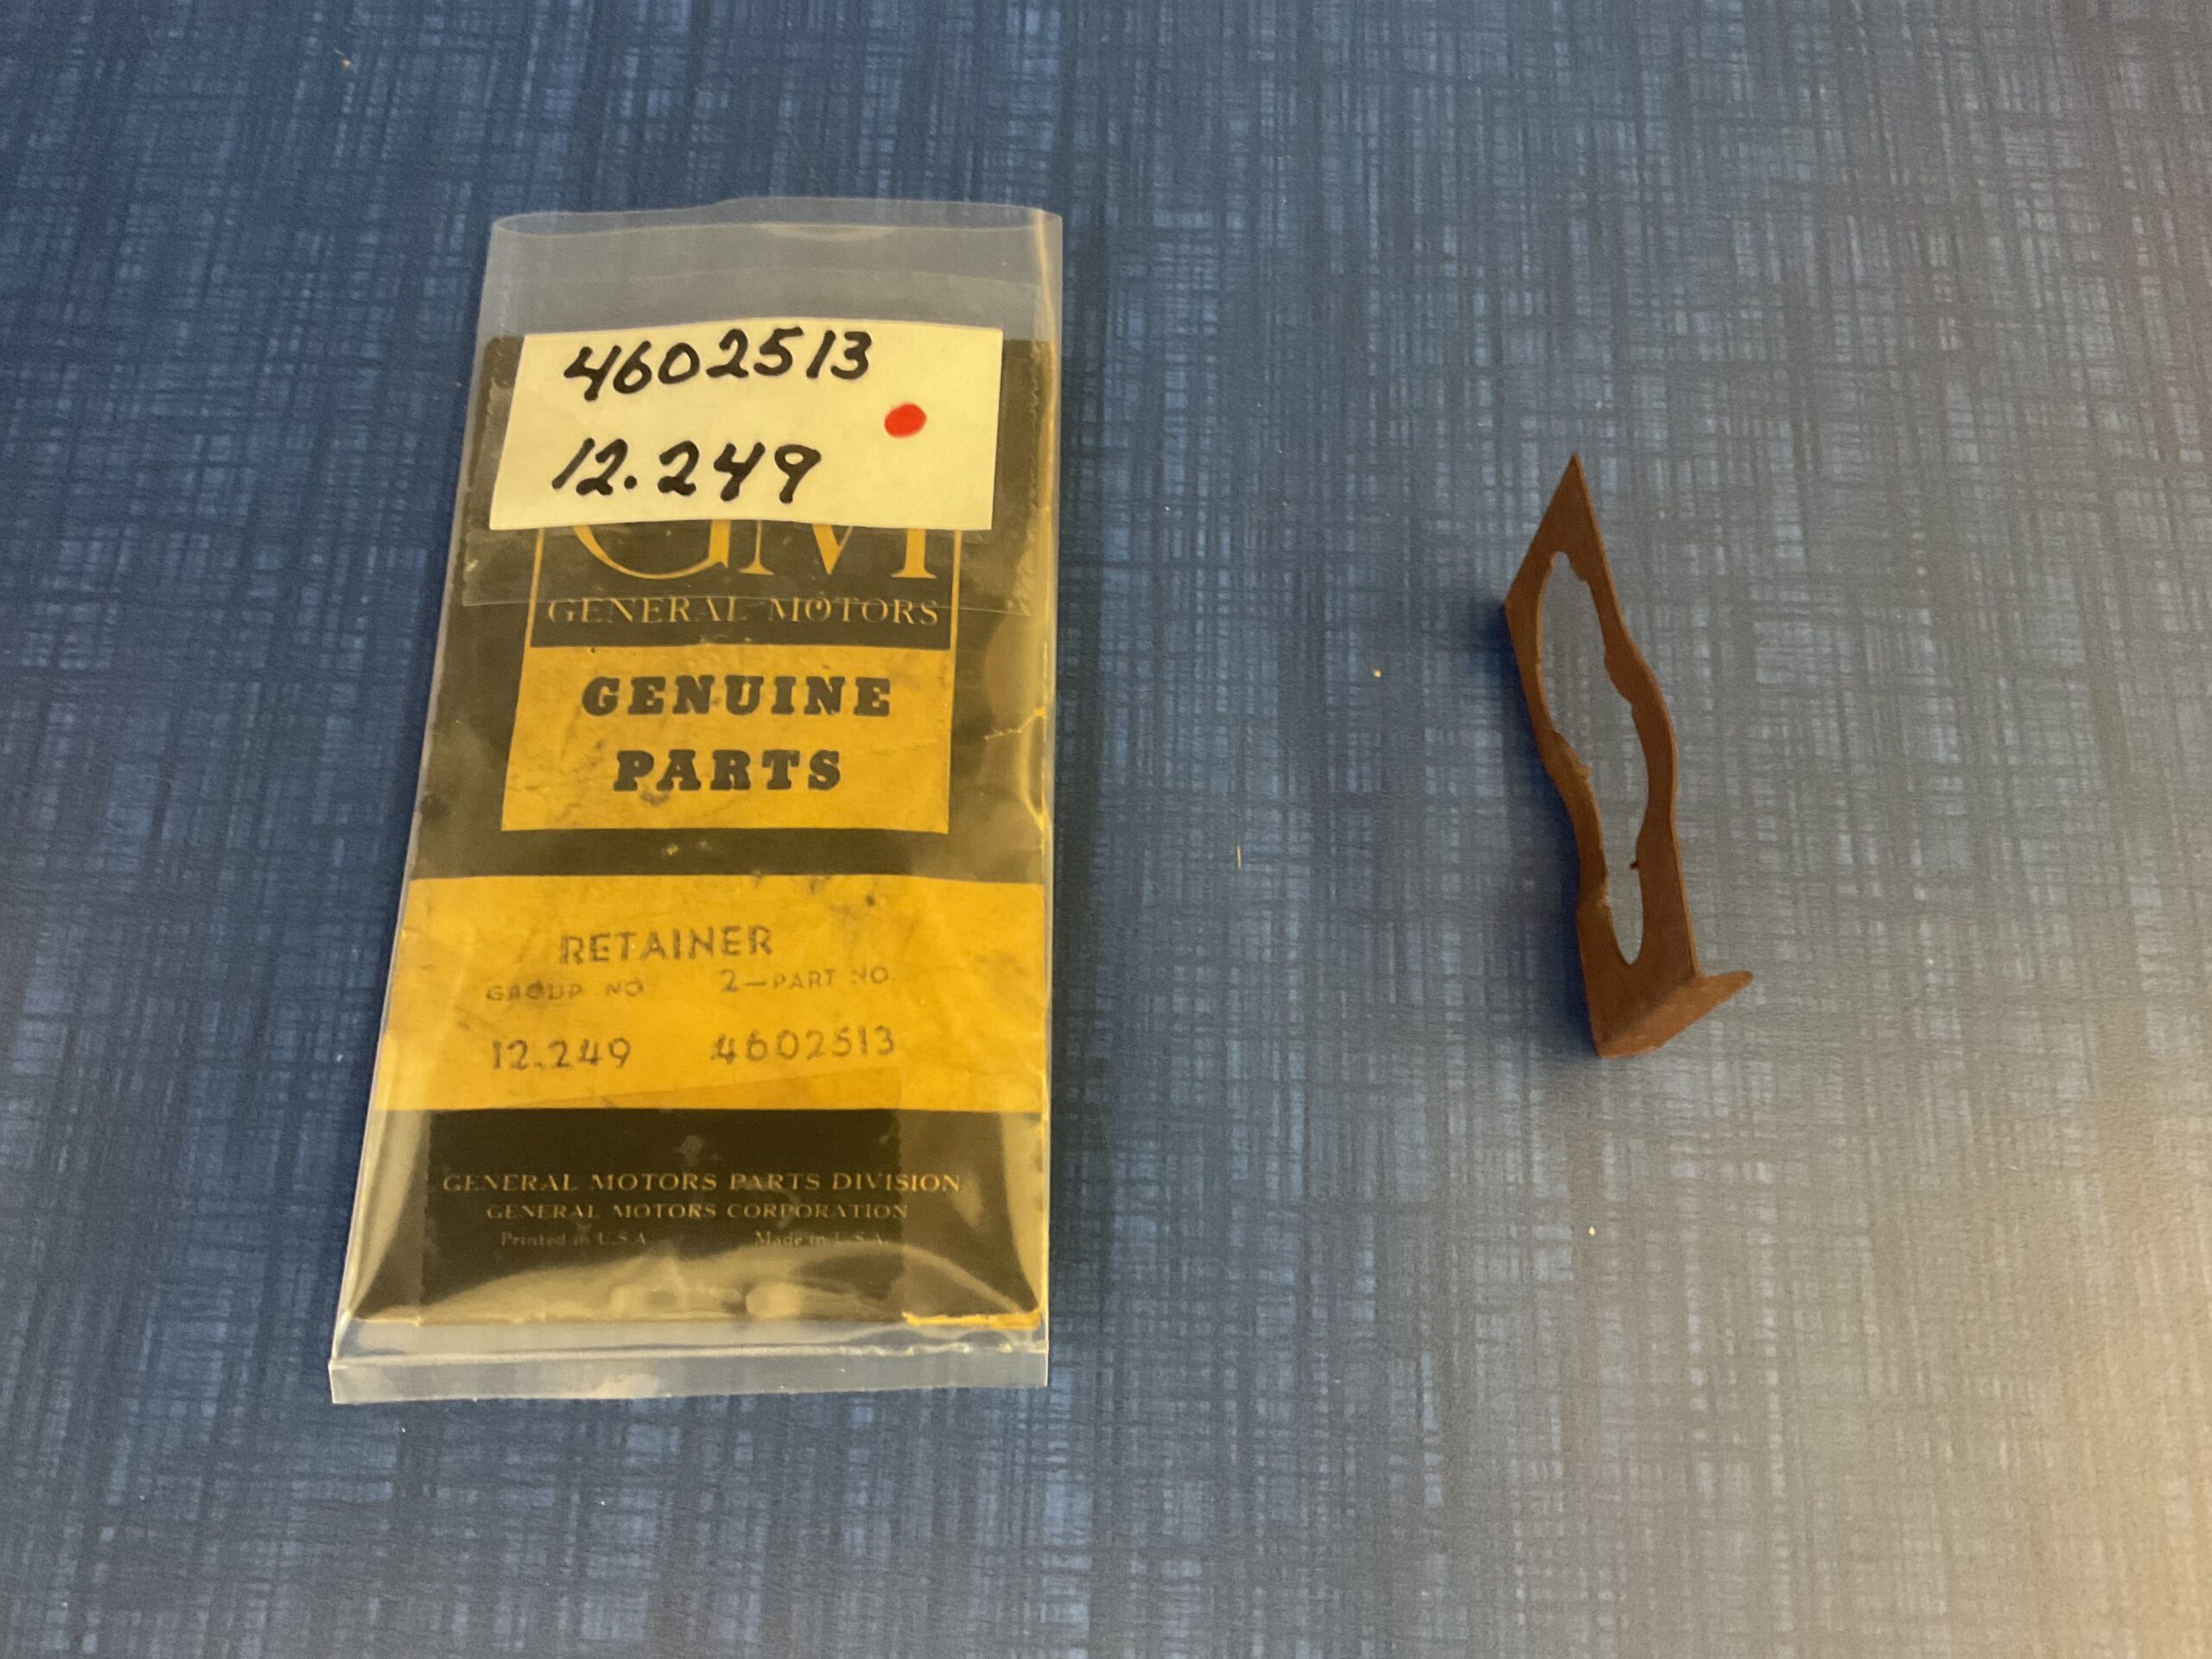 4602513
12.249
GM
GENERAL MOTORS
GENUINE
PARTS
RETAINER
GROUP NO 2—PART NO.
12.249 4602513
GENERAL MOTORS PARTS DIVISION
GENERAL MOTORS CORPORATION
Printed in U.S.A. Made in U.S.A.